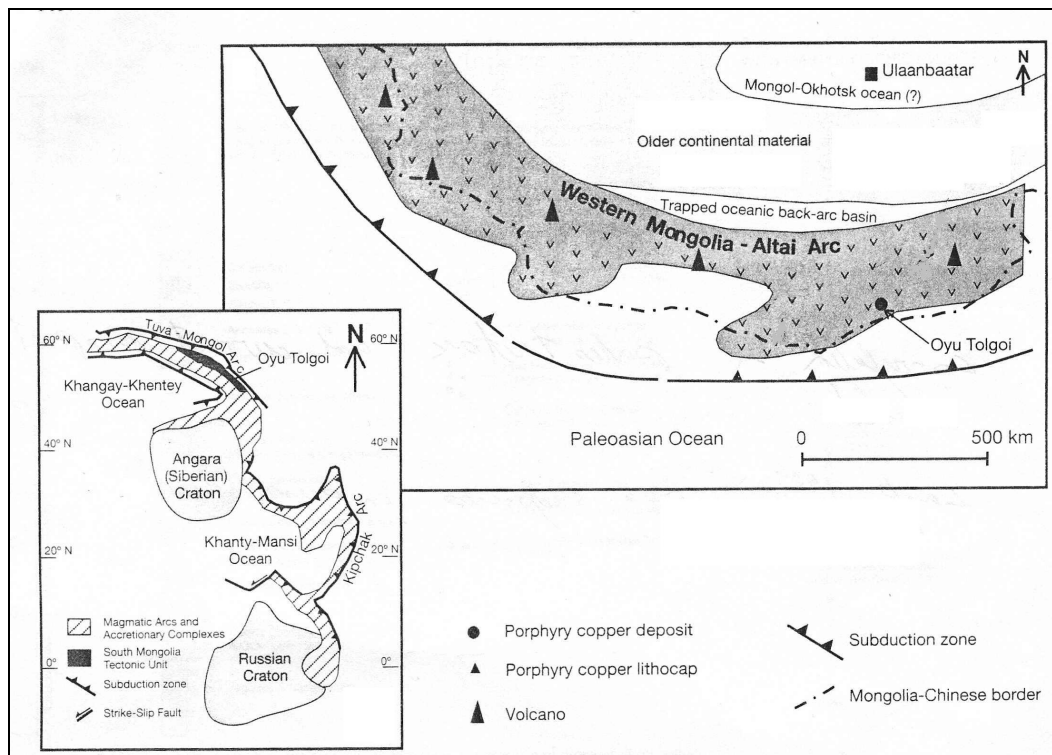 Ulaanbaatar
N
Mongol-Okhotsk ocean (?)
Older continental material
Western Mongolia - Altai Arc
Trapped oceanic back-arc basin
Oyu Tolgoi
Paleoasian Ocean
0
500 km
60° N
Tuva - Mongol Arc
N
60° N
Oyu Tolgoi
Khangay-Khentey
Ocean
40° N
40° N
Angara
(Siberian)
Craton
Kipchak Arc
Khanty-Mansi
Ocean
20° N
20° N
Magmatic Arcs and
Accretionary Complexes
South Mongolia
Tectonic Unit
0°
Russian
Craton
0°
Subduction zone
Strike-Slip Fault
Porphyry copper deposit
Porphyry copper lithocap
Volcano
Subduction zone
Mongolia-Chinese border